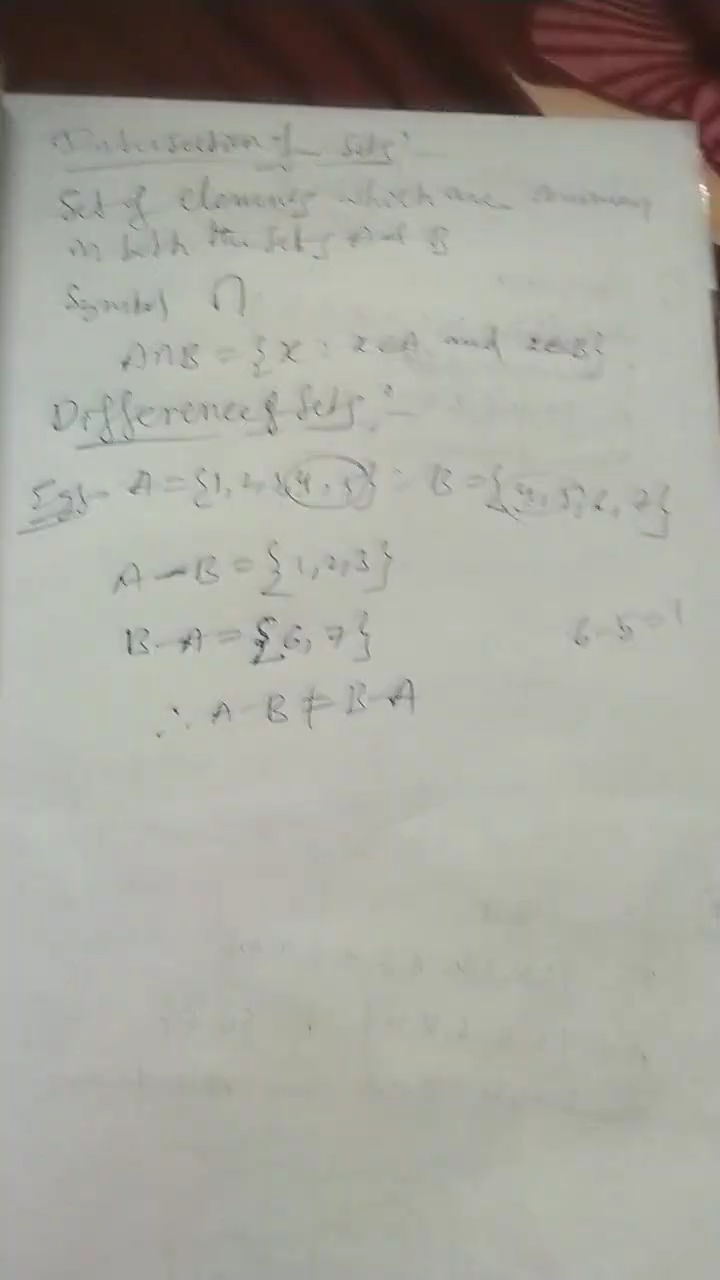 Intersection of Sets:-
Set of elements which are common
in both the Sets A and B
Symbol ∩
A∩B = {x : x∈A and x∈B}
Difference of Sets:-
Eg:- A = {1, 2, 3, 4, 5} : B = {4, 5, 6, 7}
A - B = {1, 2, 3}
B - A = {6, 7}
6-5=1
∴ A - B ≠ B - A